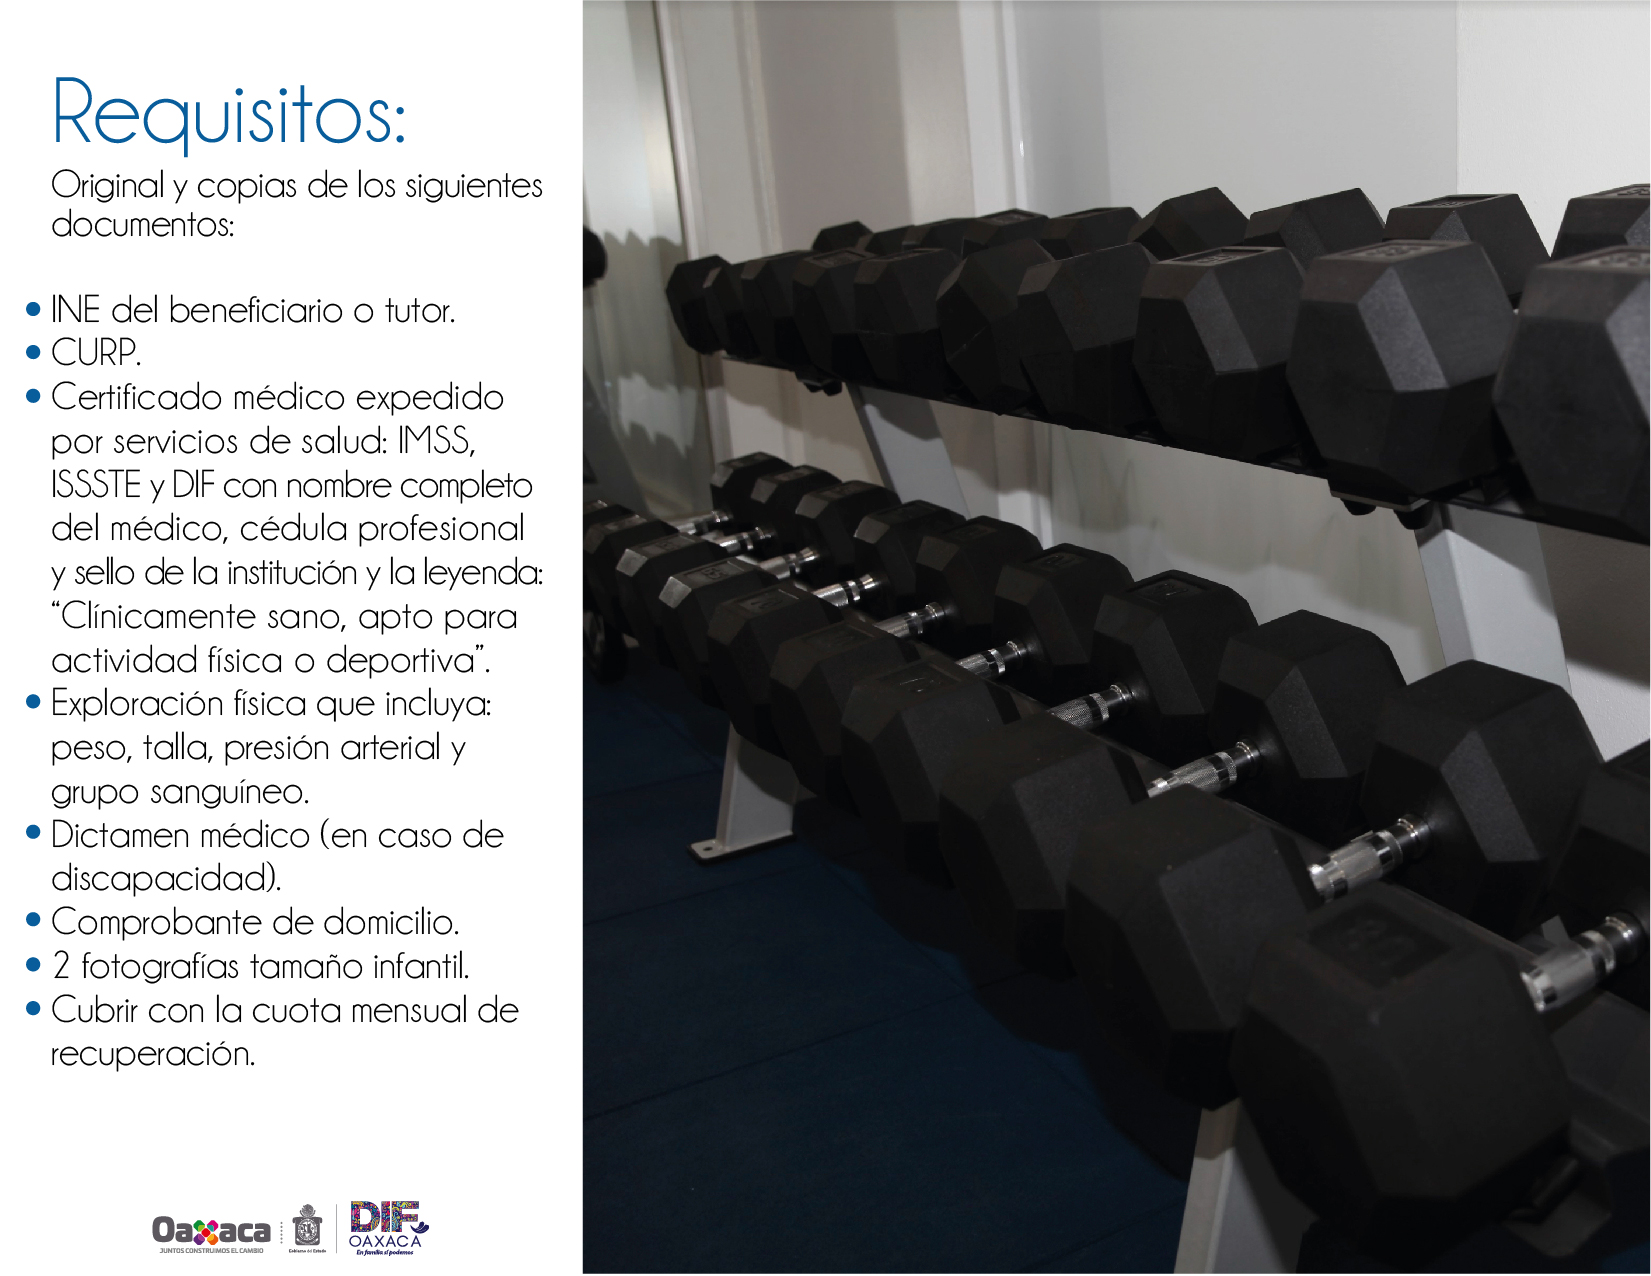 Requisitos:
Original y copias de los siguientes
documentos:
• INE del beneficiario o tutor.
• CURP.
• Certificado médico expedido
por servicios de salud: IMSS,
ISSSTE y DIF con nombre completo
del médico, cédula profesional
y sello de la institución y la leyenda:
“Clínicamente sano, apto para
actividad física o deportiva”.
• Exploración física que incluya:
peso, talla, presión arterial y
grupo sanguíneo.
• Dictamen médico (en caso de
discapacidad).
• Comprobante de domicilio.
• 2 fotografías tamaño infantil.
• Cubrir con la cuota mensual de
recuperación.
Oaxaca
JUNTOS CONSTRUIMOS EL CAMBIO
Gobierno del Estado
DIF
OAXACA
En familia sí podemos